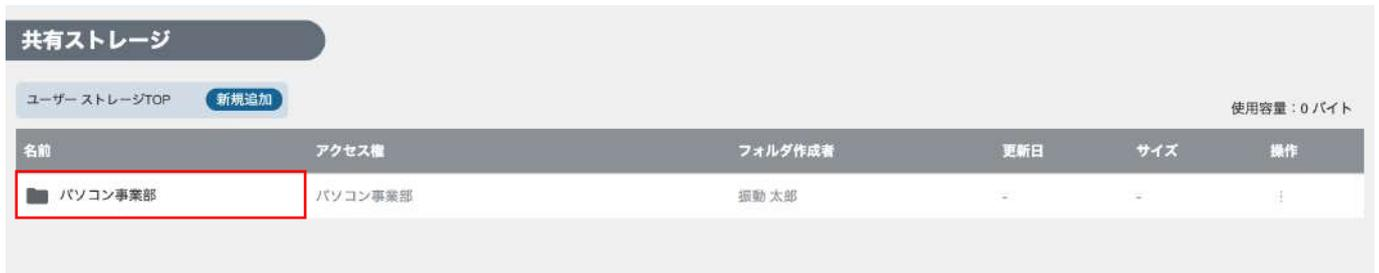 共有ストレージ
ユーザー ストレージTOP 新規追加
使用容量：0 バイト
名前 アクセス権 フォルダ作成者 更新日 サイズ 操作
パソコン事業部 パソコン事業部 振動 太郎 - - ⋮